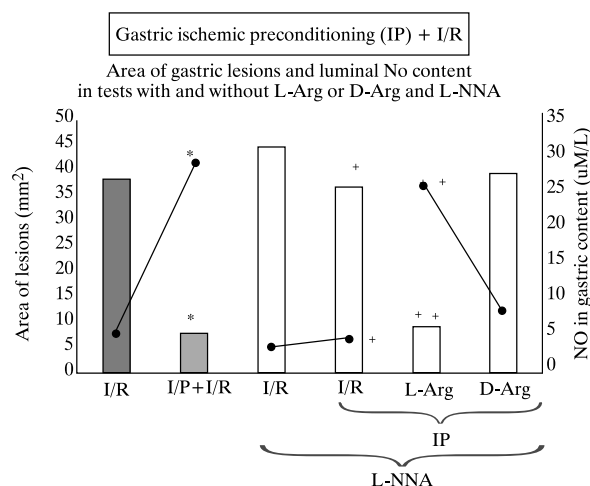 Gastric ischemic preconditioning (IP) + I/R
Area of gastric lesions and luminal No content
in tests with and without L-Arg or D-Arg and L-NNA
Area of lesions (mm²)
50
45
40
35
30
25
20
15
10
5
0
NO in gastric content (uM/L)
35
30
25
20
15
10
5
0
*
*
+
+
+ +
+ +
I/R
I/P+I/R
I/R
I/R
L-Arg
D-Arg
IP
L-NNA